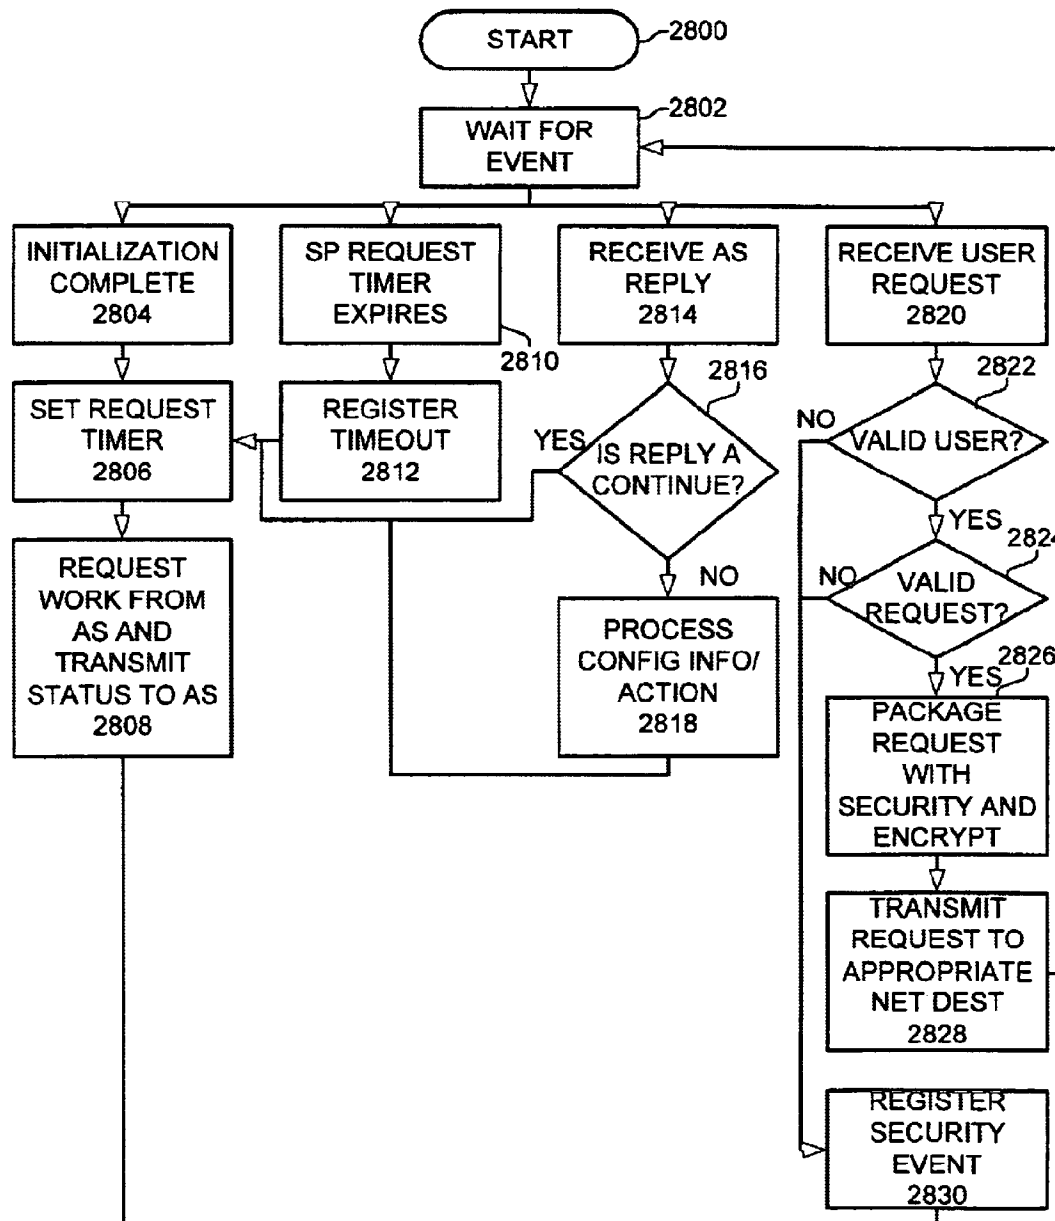 START
2800
WAIT FOR
EVENT
2802
INITIALIZATION
COMPLETE
2804
SP REQUEST
TIMER
EXPIRES
2810
RECEIVE AS
REPLY
2814
RECEIVE USER
REQUEST
2820
SET REQUEST
TIMER
2806
REGISTER
TIMEOUT
2812
YES
IS REPLY A
CONTINUE?
2816
NO
NO
VALID USER?
2822
YES
NO
VALID
REQUEST?
2824
YES
REQUEST
WORK FROM
AS AND
TRANSMIT
STATUS TO AS
2808
PROCESS
CONFIG INFO/
ACTION
2818
2826
PACKAGE
REQUEST
WITH
SECURITY AND
ENCRYPT
TRANSMIT
REQUEST TO
APPROPRIATE
NET DEST
2828
REGISTER
SECURITY
EVENT
2830